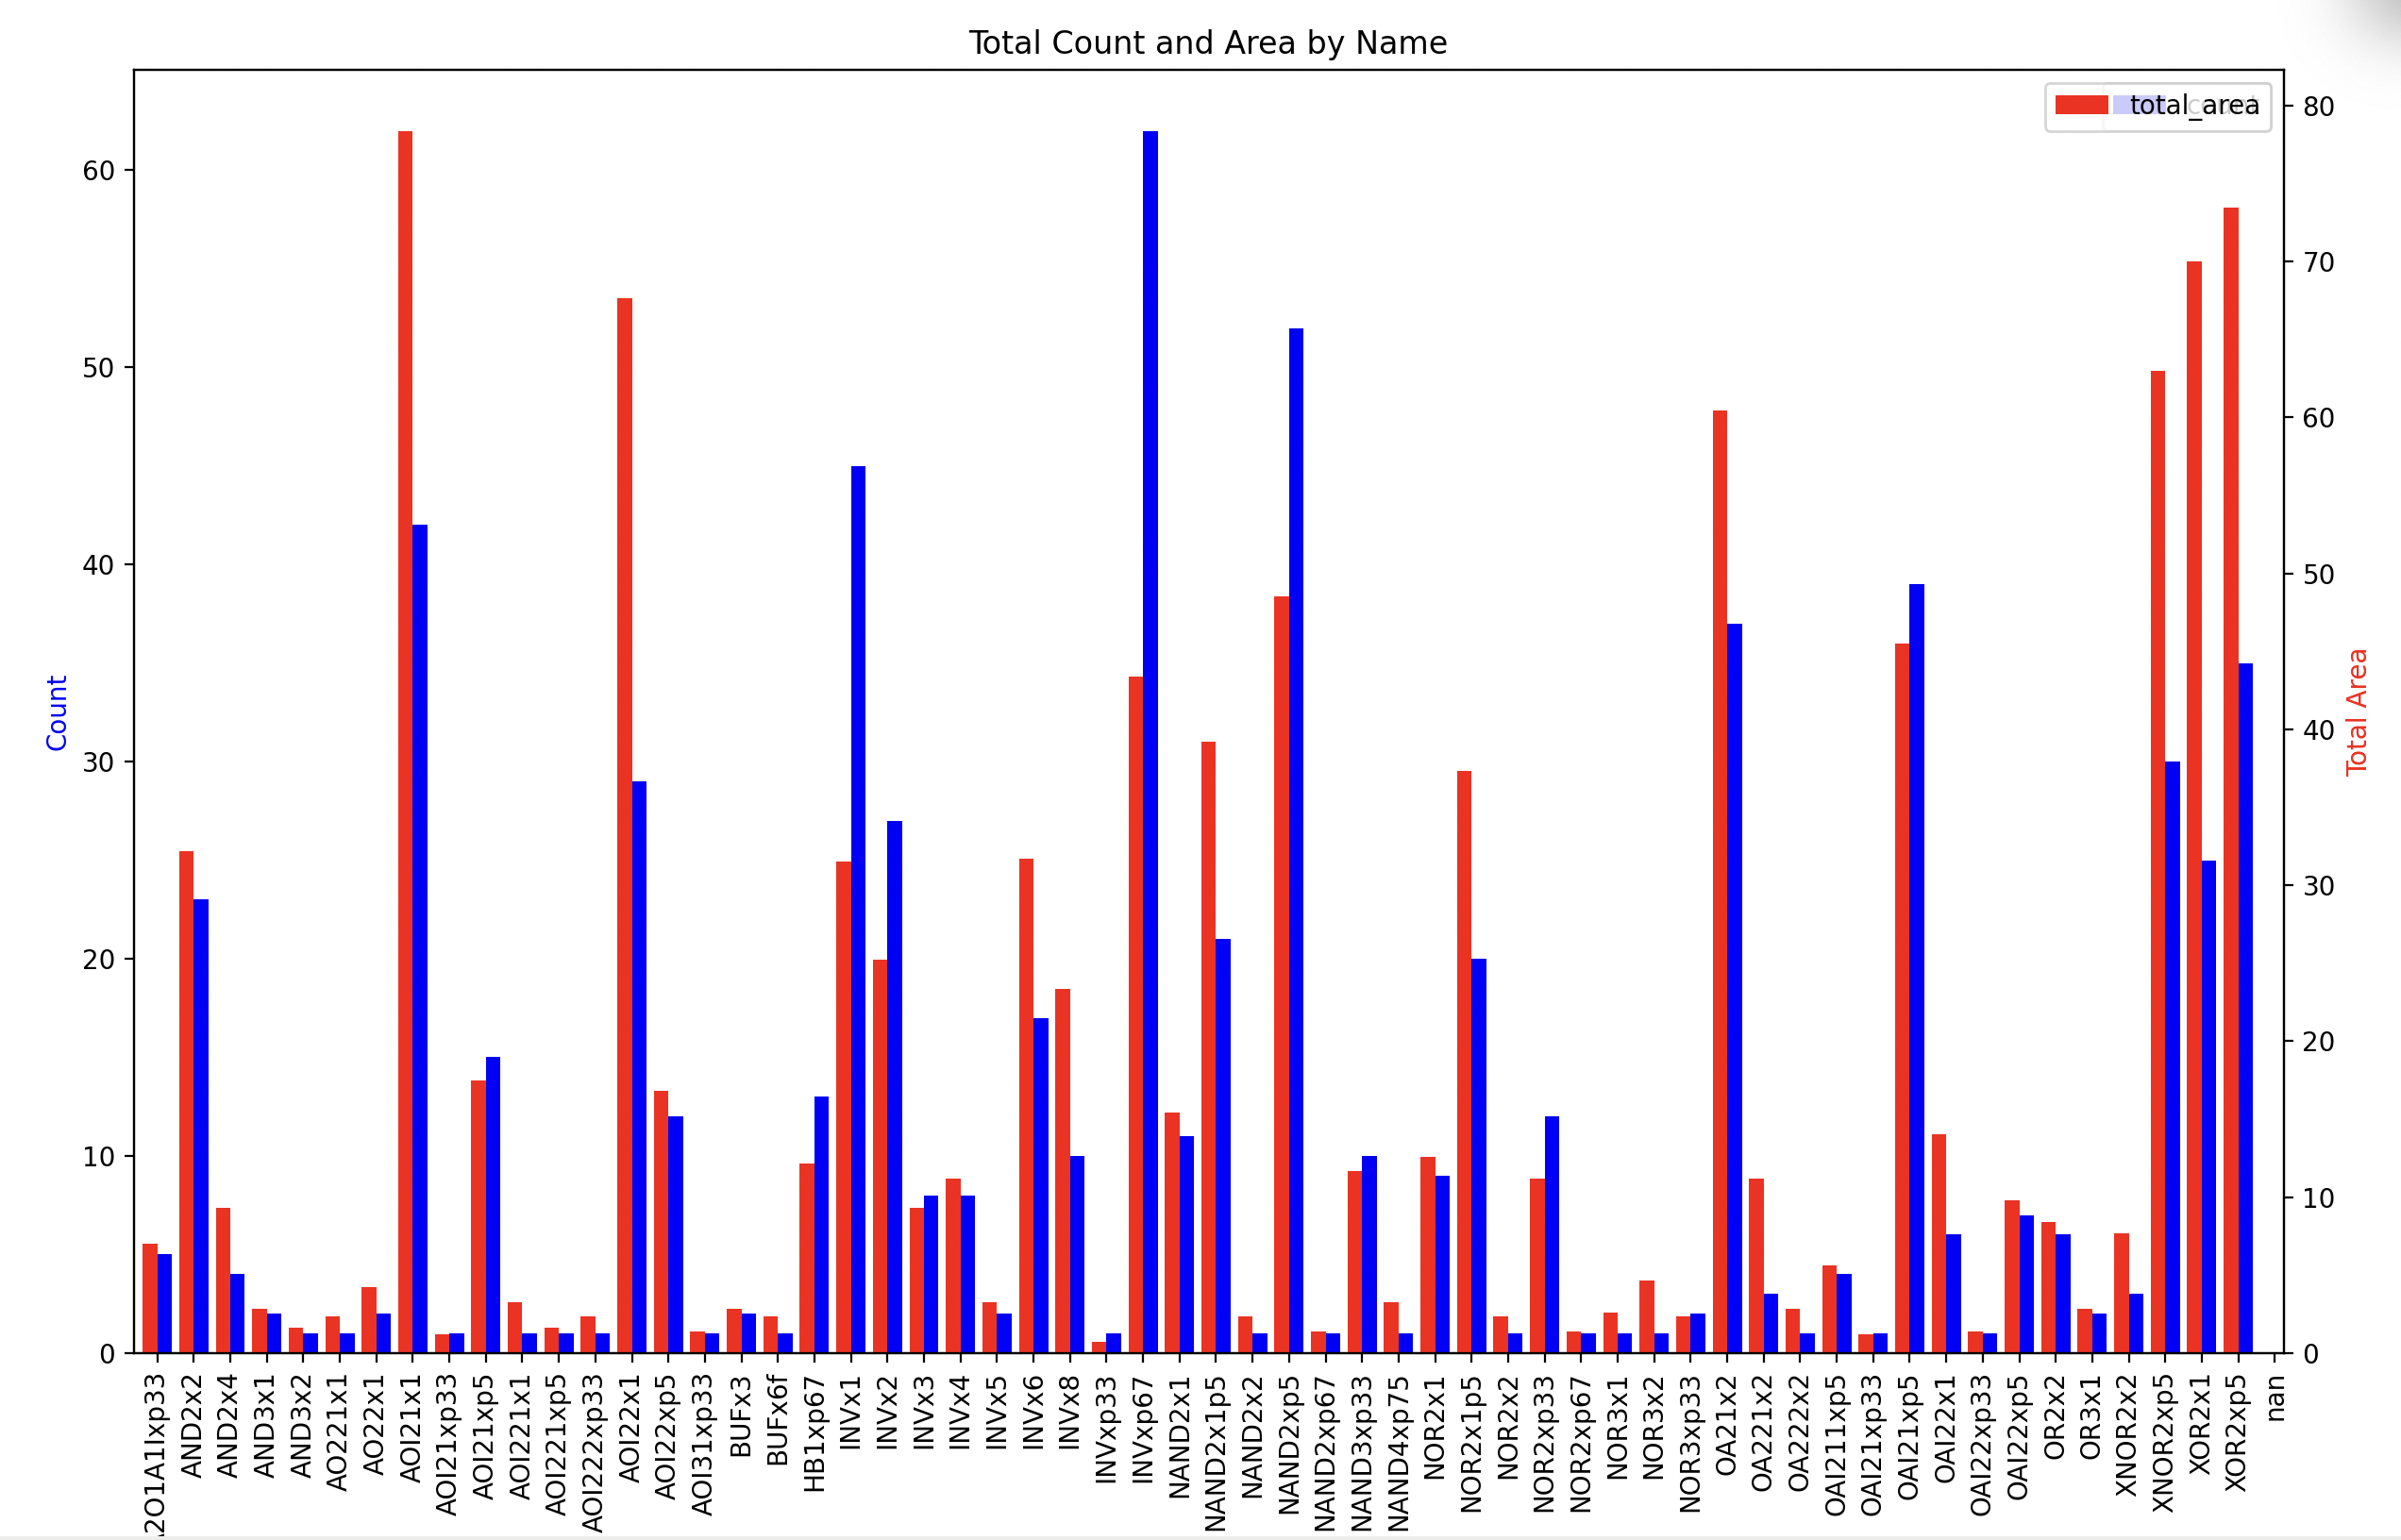 Total Count and Area by Name
total_area
count
60
50
40
30
20
10
0
Count
80
70
60
50
40
30
20
10
0
Total Area
AND2x2
AND2x4
AND3x1
AND3x2
AO221x1
AO22x1
AOI21x1
AOI21xp33
AOI21xp5
AOI221x1
AOI221xp5
AOI222xp33
AOI22x1
AOI22xp5
AOI31xp33
BUFx3
BUFx6f
HB1xp67
INVx1
INVx2
INVx3
INVx4
INVx5
INVx6
INVx8
INVxp33
INVxp67
NAND2x1
NAND2x1p5
NAND2x2
NAND2xp5
NAND2xp67
NAND3xp33
NAND4xp75
NOR2x1
NOR2x1p5
NOR2x2
NOR2xp33
NOR2xp67
NOR3x1
NOR3x2
NOR3xp33
OA21x2
OA221x2
OA222x2
OAI211xp5
OAI21xp33
OAI21xp5
OAI22x1
OAI22xp33
OAI22xp5
OR2x2
OR3x1
XNOR2x2
XNOR2xp5
XOR2x1
XOR2xp5
nan